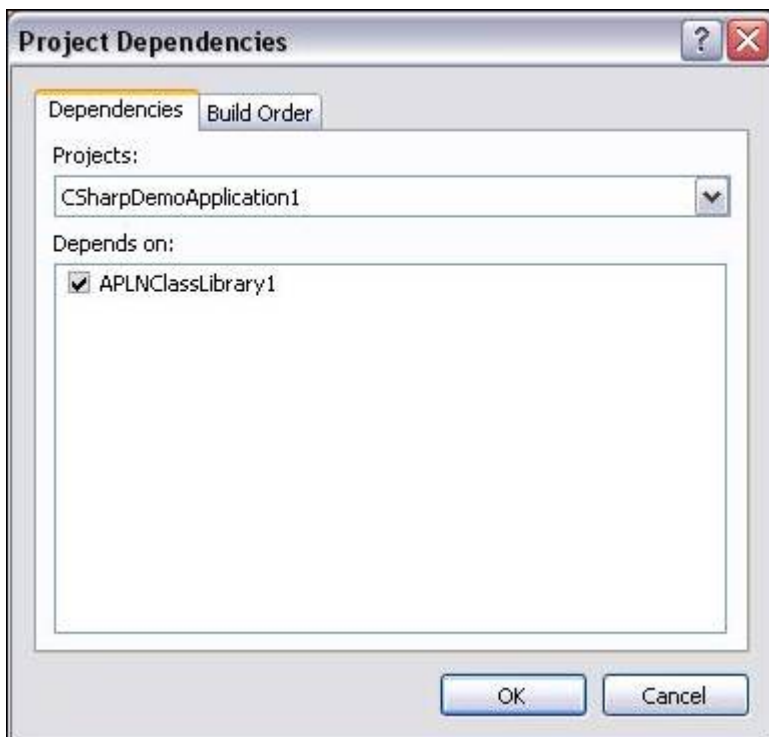 Project Dependencies
?
Dependencies
Build Order
Projects:
CSharpDemoApplication1
Depends on:
APLNClassLibrary1
OK
Cancel